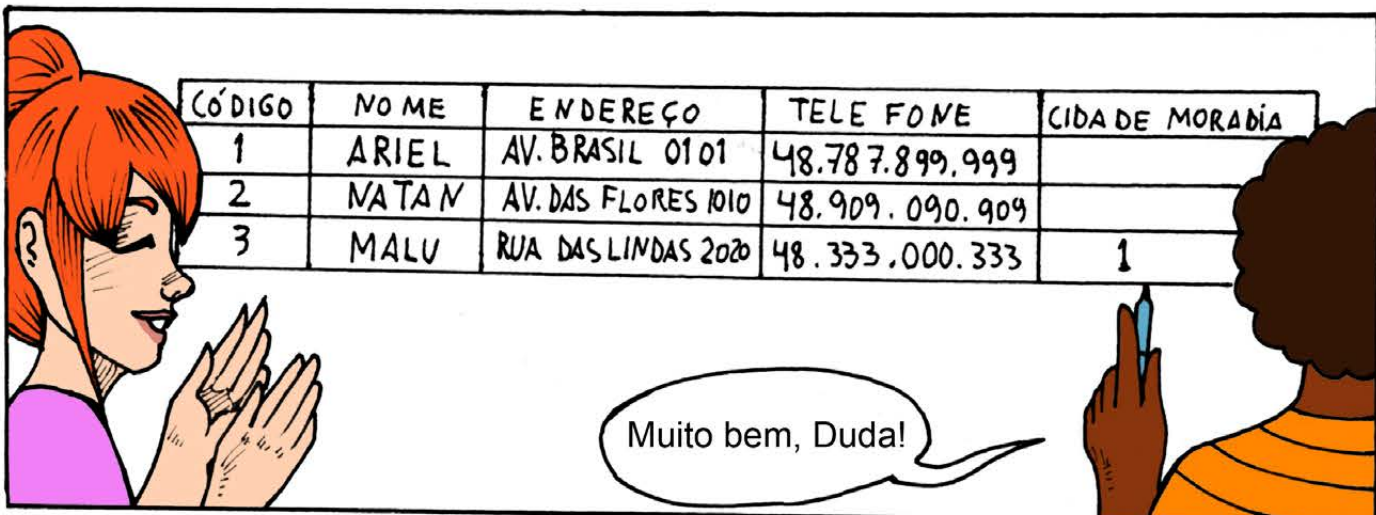 CÓDIGO NOME ENDEREÇO TELEFONE CIDADE MORADIA
1 ARIEL AV. BRASIL 0101 48.787.899.999
2 NATAN AV. DAS FLORES 1010 48.909.090.909
3 MALU RUA DAS LINDAS 2020 48.333.000.333 1
Muito bem, Duda!